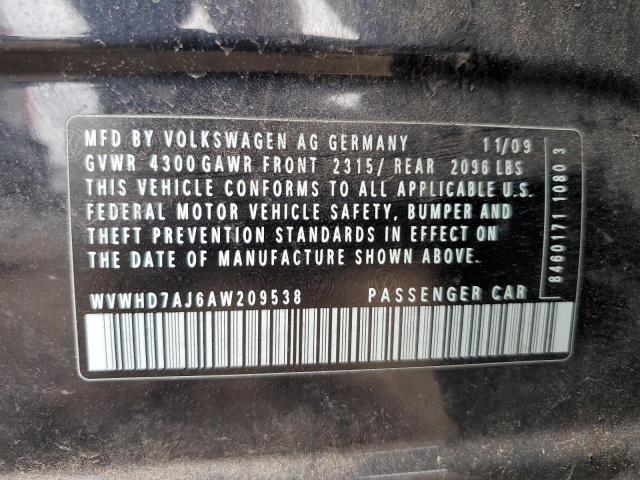 MFD BY VOLKSWAGEN AG GERMANY 11/09
GVWR 4300 GAWR FRONT 2315/ REAR 2096 LBS
THIS VEHICLE CONFORMS TO ALL APPLICABLE U.S.
FEDERAL MOTOR VEHICLE SAFETY, BUMPER AND
THEFT PREVENTION STANDARDS IN EFFECT ON
THE DATE OF MANUFACTURE SHOWN ABOVE.
WVWHD7AJ6AW209538 PASSENGER CAR
8460171 1080 3